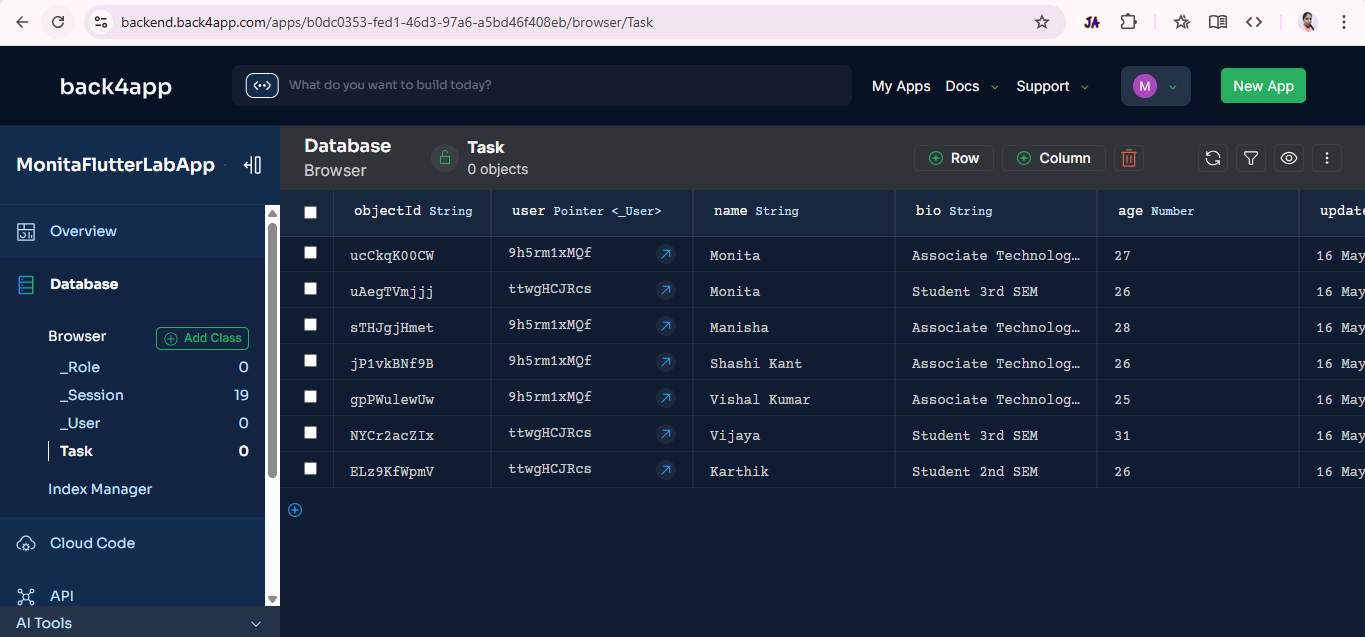 backend.back4app.com/apps/b0dc0353-fed1-46d3-97a6-a5bd46f408eb/browser/Task
JA
back4app
What do you want to build today?
My Apps Docs Support M New App
MonitaFlutterLabApp
Overview
Database
Browser Add Class
_Role 0
_Session 19
_User 0
Task 0
Index Manager
Cloud Code
API
AI Tools
Database
Browser
Task
0 objects
Row Column
objectId String user Pointer <_User> name String bio String age Number update
ucCkqK00CW 9h5rm1xMQf Monita Associate Technolog… 27 16 May
uAegTVmjjj ttwgHCJRcs Monita Student 3rd SEM 26 16 May
sTHJgjHmet 9h5rm1xMQf Manisha Associate Technolog… 28 16 May
jP1vkBNf9B 9h5rm1xMQf Shashi Kant Associate Technolog… 26 16 May
gpPWulewUw 9h5rm1xMQf Vishal Kumar Associate Technolog… 25 16 May
NYCr2acZIx ttwgHCJRcs Vijaya Student 3rd SEM 31 16 May
ELz9KfWpmV ttwgHCJRcs Karthik Student 2nd SEM 26 16 May